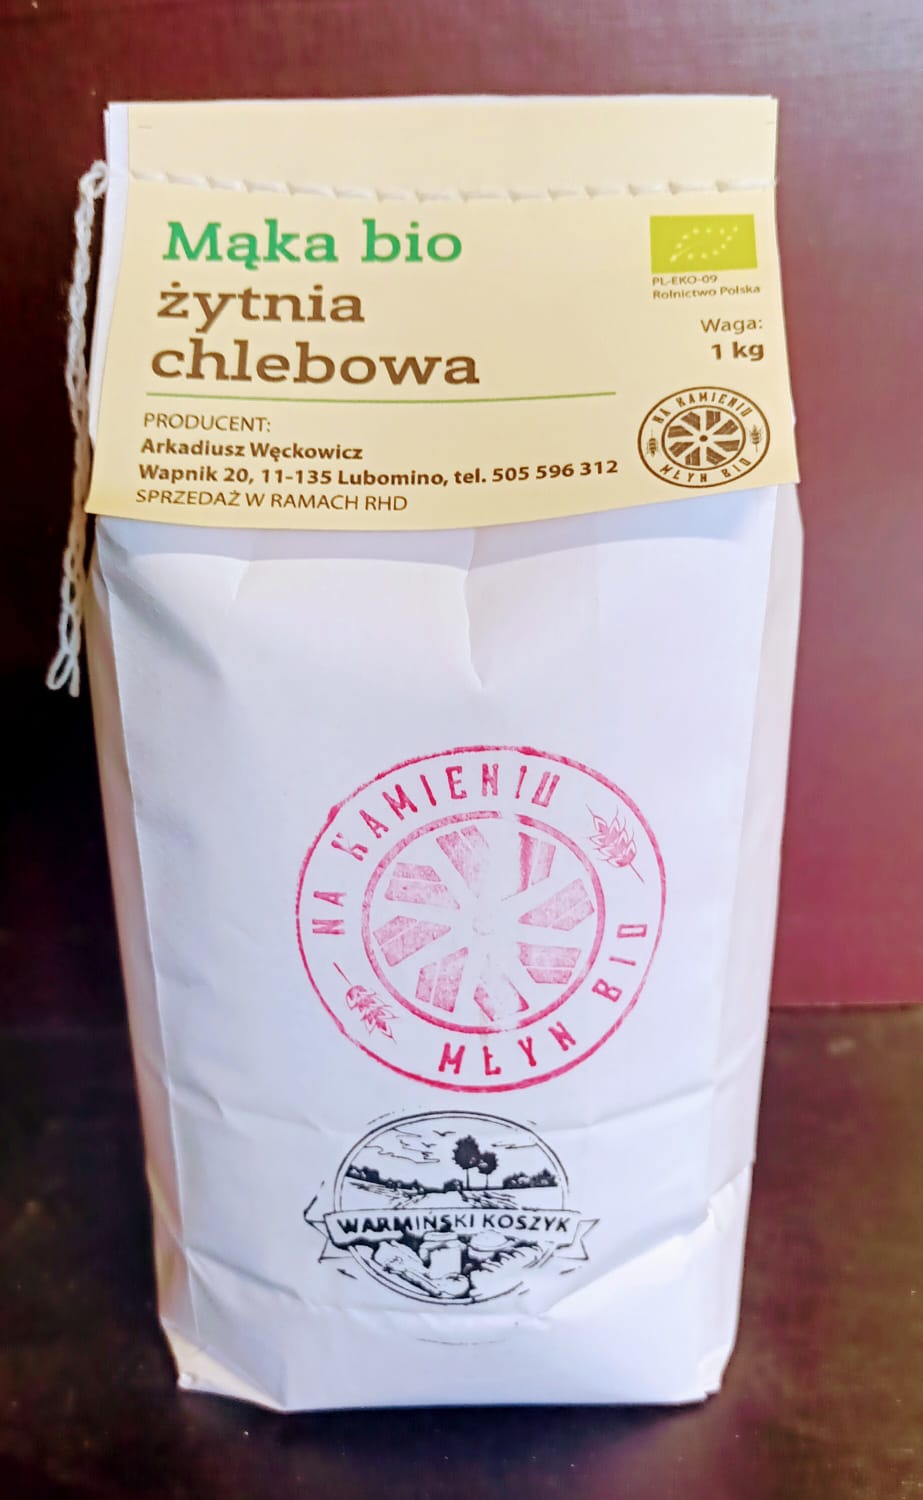 Mąka bio
żytnia
chlebowa
PL-EKO-09
Rolnictwo Polska
Waga:
1 kg
PRODUCENT:
Arkadiusz Węckowicz
Wapnik 20, 11-135 Lubomino, tel. 505 596 312
SPRZEDAŻ W RAMACH RHD
NA KAMIENIU
MŁYN BIO
NA KAMIENIU
MŁYN BIO
WARMIŃSKI KOSZYK